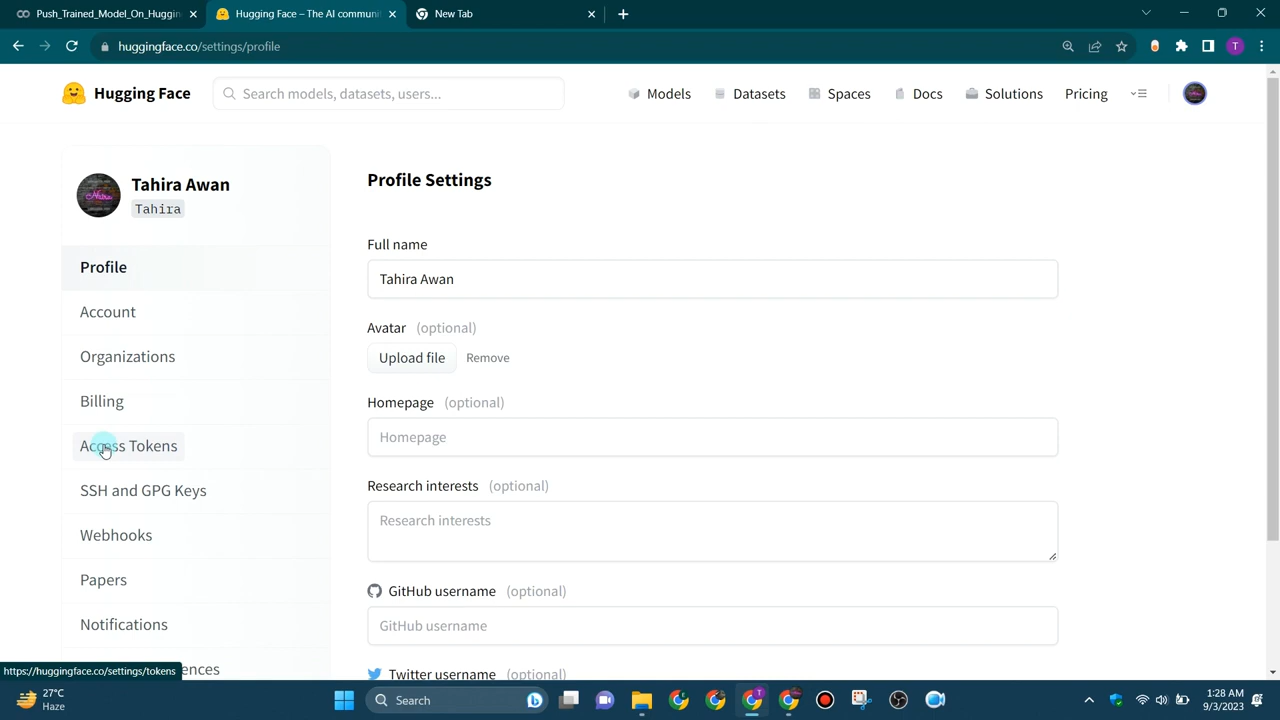 Push_Trained_Model_On_Huggin
Hugging Face – The AI communi
New Tab
huggingface.co/settings/profile
T
Hugging Face
Search models, datasets, users...
Models
Datasets
Spaces
Docs
Solutions
Pricing
Tahira Awan
Tahira
Profile
Account
Organizations
Billing
Access Tokens
SSH and GPG Keys
Webhooks
Papers
Notifications
ences
Profile Settings
Full name
Tahira Awan
Avatar (optional)
Upload file Remove
Homepage (optional)
Homepage
Research interests (optional)
Research interests
GitHub username (optional)
GitHub username
Twitter username (optional)
https://huggingface.co/settings/tokens
27°C
Haze
Search
1:28 AM
9/3/2023